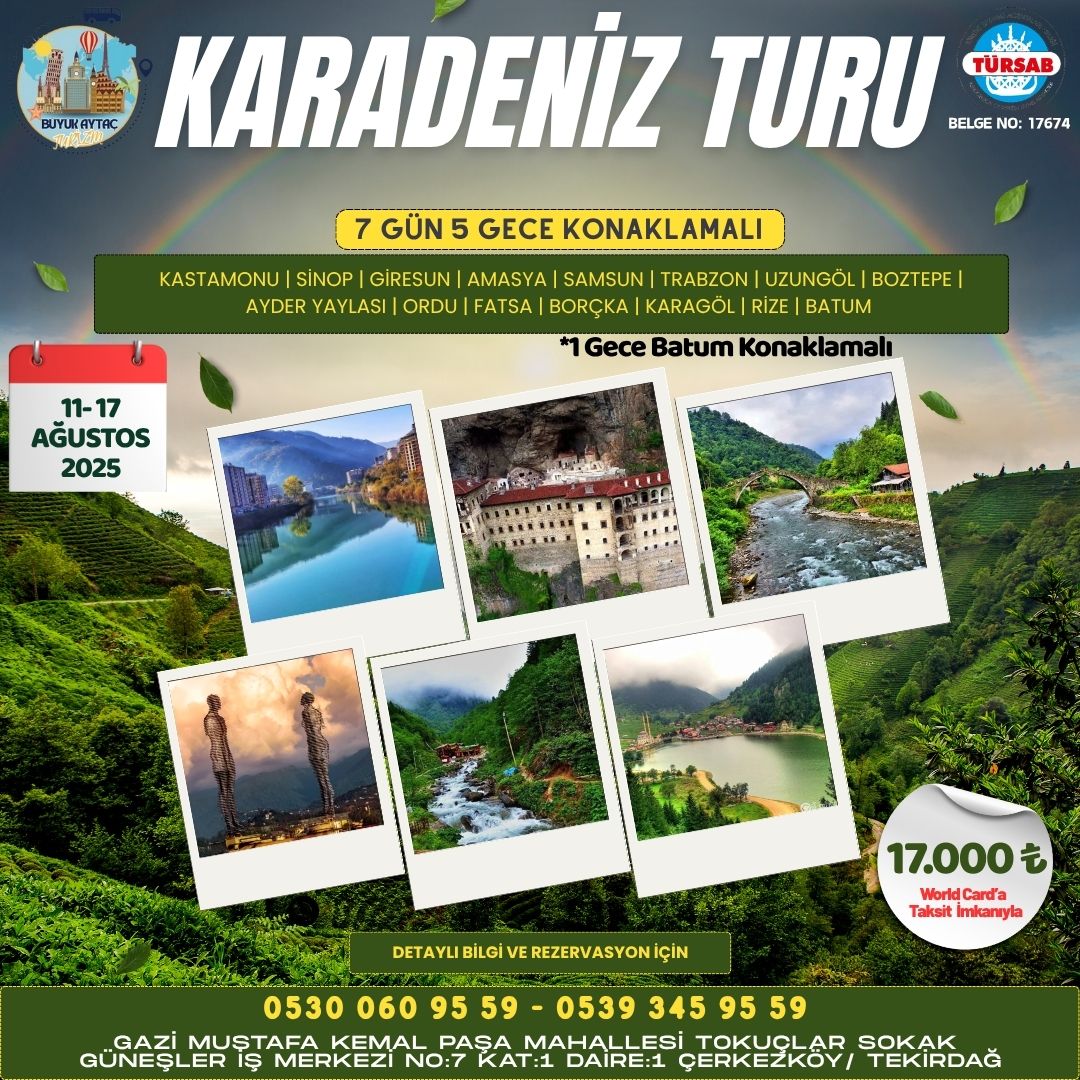 KARADENİZ TURU
BÜYÜK AYTAÇ
TURİZM
TÜRSAB
BELGE NO: 17674
7 GÜN 5 GECE KONAKLAMALI
KASTAMONU | SİNOP | GİRESUN | AMASYA | SAMSUN | TRABZON | UZUNGÖL | BOZTEPE |
AYDER YAYLASI | ORDU | FATSA | BORÇKA | KARAGÖL | RİZE | BATUM
*1 Gece Batum Konaklamalı
11- 17
AĞUSTOS
2025
17.000 ₺
World Card'a
Taksit İmkanıyla
DETAYLI BİLGİ VE REZERVASYON İÇİN
0530 060 95 59 - 0539 345 95 59
GAZİ MUSTAFA KEMAL PAŞA MAHALLESİ TOKUÇLAR SOKAK
GÜNEŞLER İŞ MERKEZİ NO:7 KAT:1 DAİRE:1 ÇERKEZKÖY/ TEKİRDAĞ